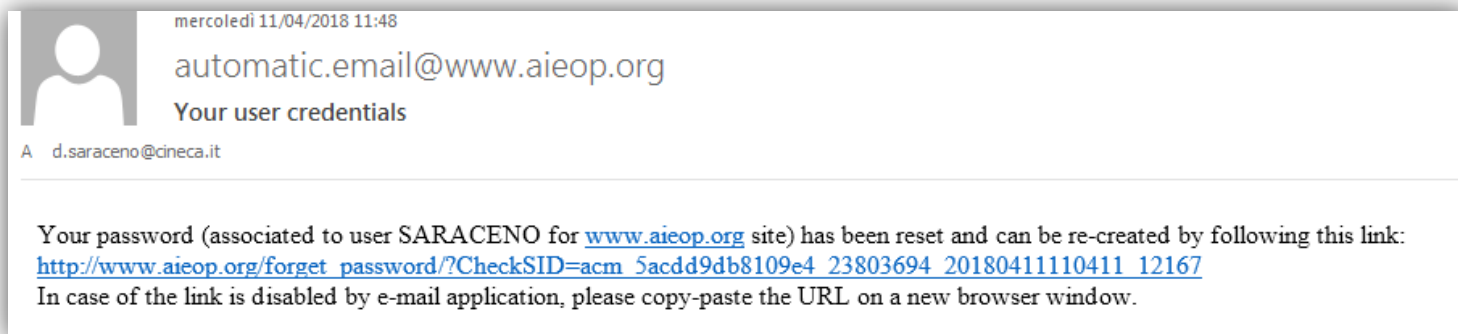 mercoledì 11/04/2018 11:48
automatic.email@www.aieop.org
Your user credentials
A d.saraceno@cineca.it
Your password (associated to user SARACENO for www.aieop.org site) has been reset and can be re-created by following this link:
http://www.aieop.org/forget_password/?CheckSID=acm_5acdd9db8109e4_23803694_20180411110411_12167
In case of the link is disabled by e-mail application, please copy-paste the URL on a new browser window.